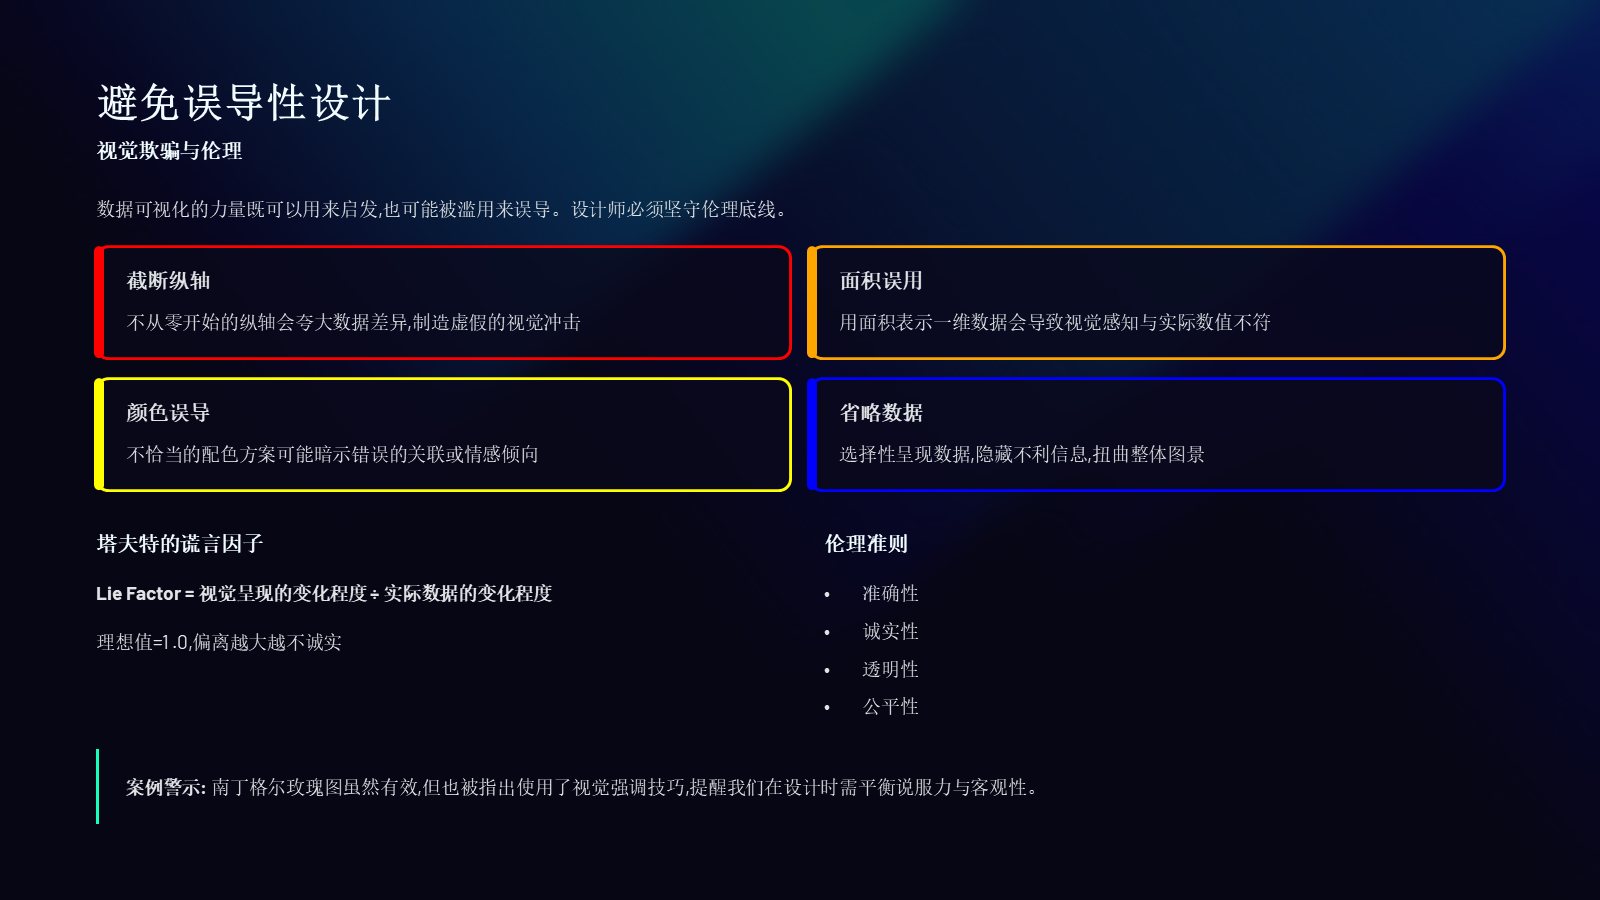 避免误导性设计
视觉欺骗与伦理
数据可视化的力量既可以用来启发,也可能被滥用来误导。设计师必须坚守伦理底线。
截断纵轴
不从零开始的纵轴会夸大数据差异,制造虚假的视觉冲击
面积误用
用面积表示一维数据会导致视觉感知与实际数值不符
颜色误导
不恰当的配色方案可能暗示错误的关联或情感倾向
省略数据
选择性呈现数据,隐藏不利信息,扭曲整体图景
塔夫特的谎言因子
Lie Factor = 视觉呈现的变化程度 ÷ 实际数据的变化程度
理想值=1.0,偏离越大越不诚实
伦理准则
• 准确性
• 诚实性
• 透明性
• 公平性
案例警示: 南丁格尔玫瑰图虽然有效,但也被指出使用了视觉强调技巧,提醒我们在设计时需平衡说服力与客观性。